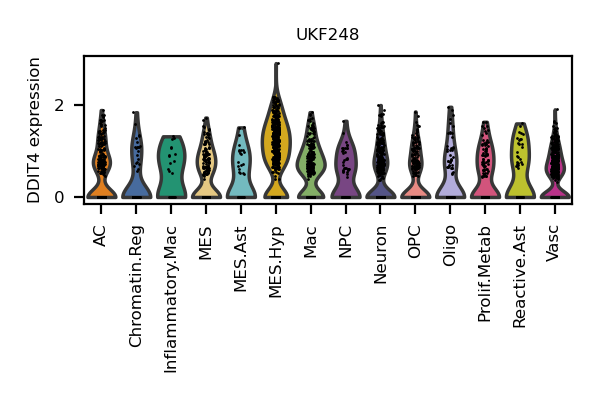 UKF248
DDIT4 expression
2
0
AC
Chromatin.Reg
Inflammatory.Mac
MES
MES.Ast
MES.Hyp
Mac
NPC
Neuron
OPC
Oligo
Prolif.Metab
Reactive.Ast
Vasc